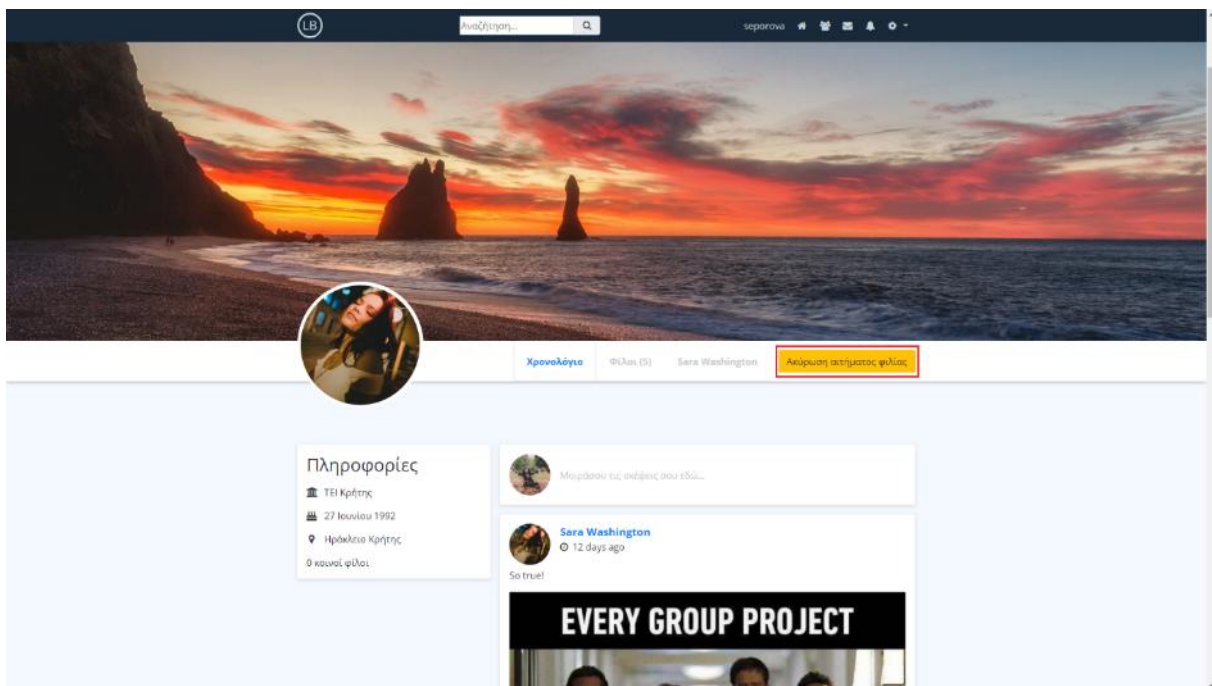 LB
Αναζήτηση...
seporova
Χρονολόγιο
Φίλοι (5)
Sara Washington
Ακύρωση αιτήματος φιλίας
Πληροφορίες
ΤΕΙ Κρήτης
27 Ιουνίου 1992
Ηράκλειο Κρήτης
0 κοινοί φίλοι
Μοιράσου τις σκέψεις σου εδώ...
Sara Washington
12 days ago
So true!
EVERY GROUP PROJECT